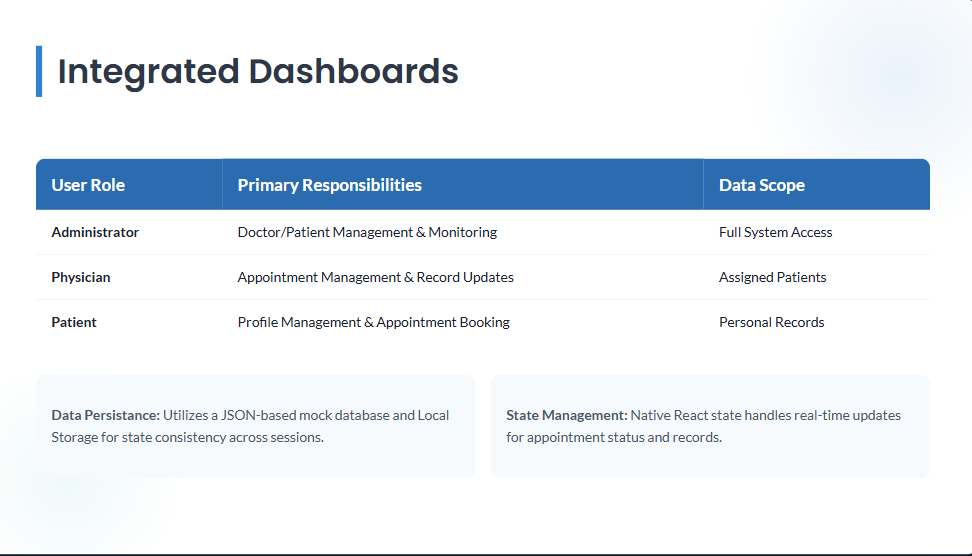 Integrated Dashboards
User Role Primary Responsibilities Data Scope
Administrator Doctor/Patient Management & Monitoring Full System Access
Physician Appointment Management & Record Updates Assigned Patients
Patient Profile Management & Appointment Booking Personal Records
Data Persistance: Utilizes a JSON-based mock database and Local
Storage for state consistency across sessions.
State Management: Native React state handles real-time updates
for appointment status and records.